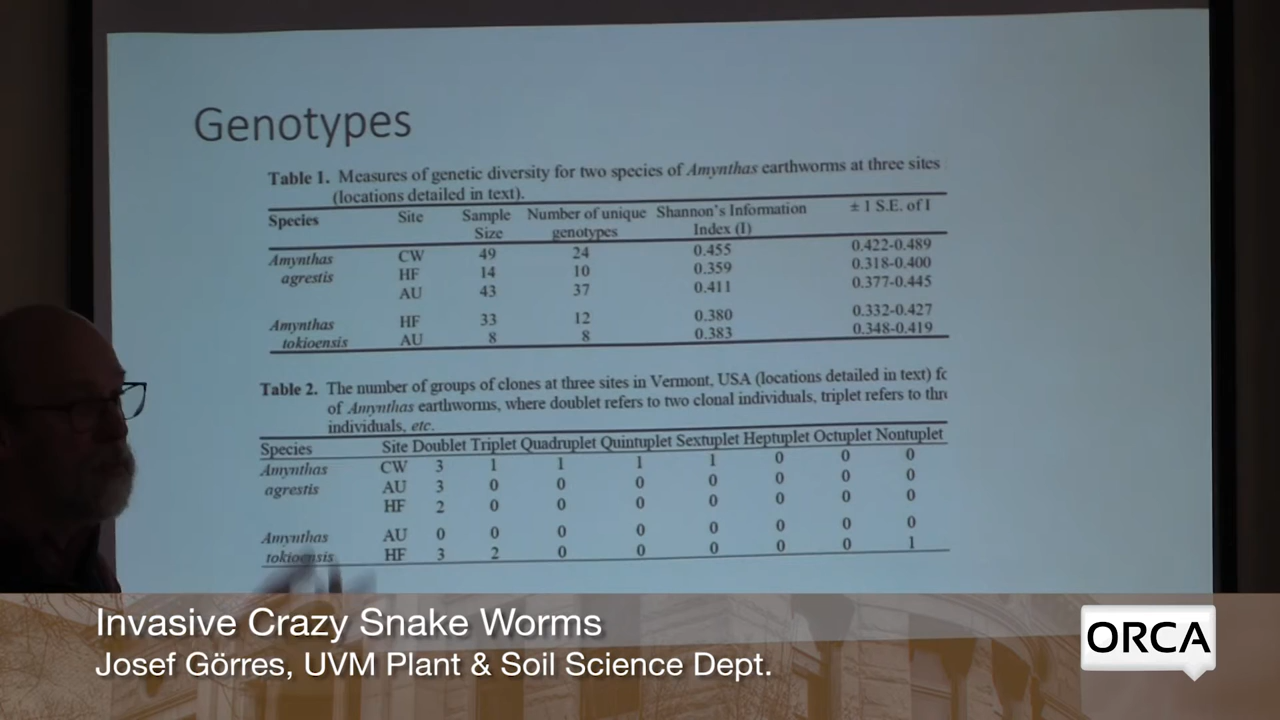 Genotypes
Table 1. Measures of genetic diversity for two species of Amynthas earthworms at three sites
(locations detailed in text).
Species Site Sample Number of unique Shannon's Information ± 1 S.E. of I
Size genotypes Index (I)
Amynthas CW 49 24 0.455 0.422-0.489
agrestis HF 14 10 0.359 0.318-0.400
AU 43 37 0.411 0.377-0.445
Amynthas HF 33 12 0.380 0.332-0.427
tokioensis AU 8 8 0.383 0.348-0.419
Table 2. The number of groups of clones at three sites in Vermont, USA (locations detailed in text) fo
of Amynthas earthworms, where doublet refers to two clonal individuals, triplet refers to thre
individuals, etc.
Species Site Doublet Triplet Quadruplet Quintuplet Sextuplet Heptuplet Octuplet Nontuplet
Amynthas CW 3 1 1 1 1 0 0 0
agrestis AU 3 0 0 0 0 0 0 0
HF 2 0 0 0 0 0 0 0
Amynthas AU 0 0 0 0 0 0 0 0
tokioensis HF 3 2 0 0 0 0 0 1
Invasive Crazy Snake Worms
Josef Görres, UVM Plant & Soil Science Dept.
ORCA